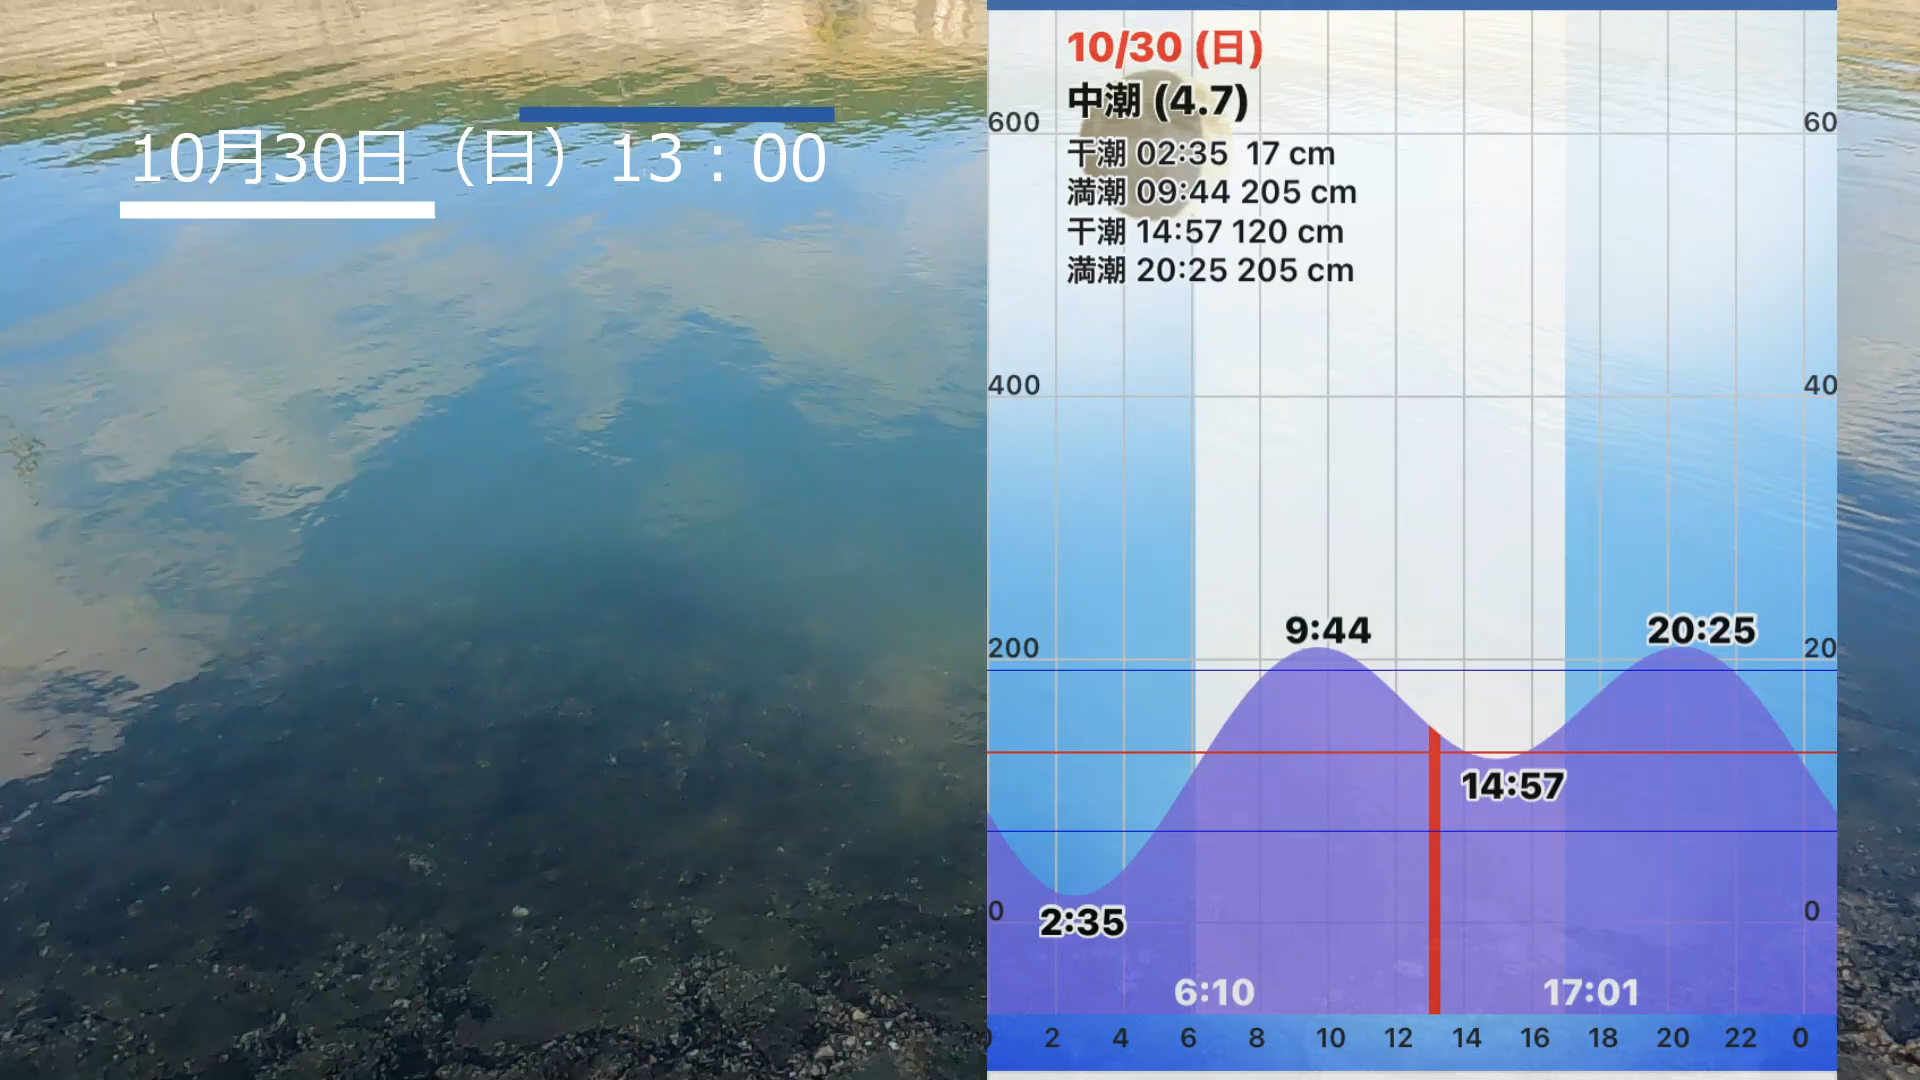 10月30日（日）13：00
10/30 (日)
中潮 (4.7)
干潮 02:35 17 cm
満潮 09:44 205 cm
干潮 14:57 120 cm
満潮 20:25 205 cm
600 60
400 40
9:44 20:25
200 20
14:57
0 0
2:35
6:10 17:01
0 2 4 6 8 10 12 14 16 18 20 22 0